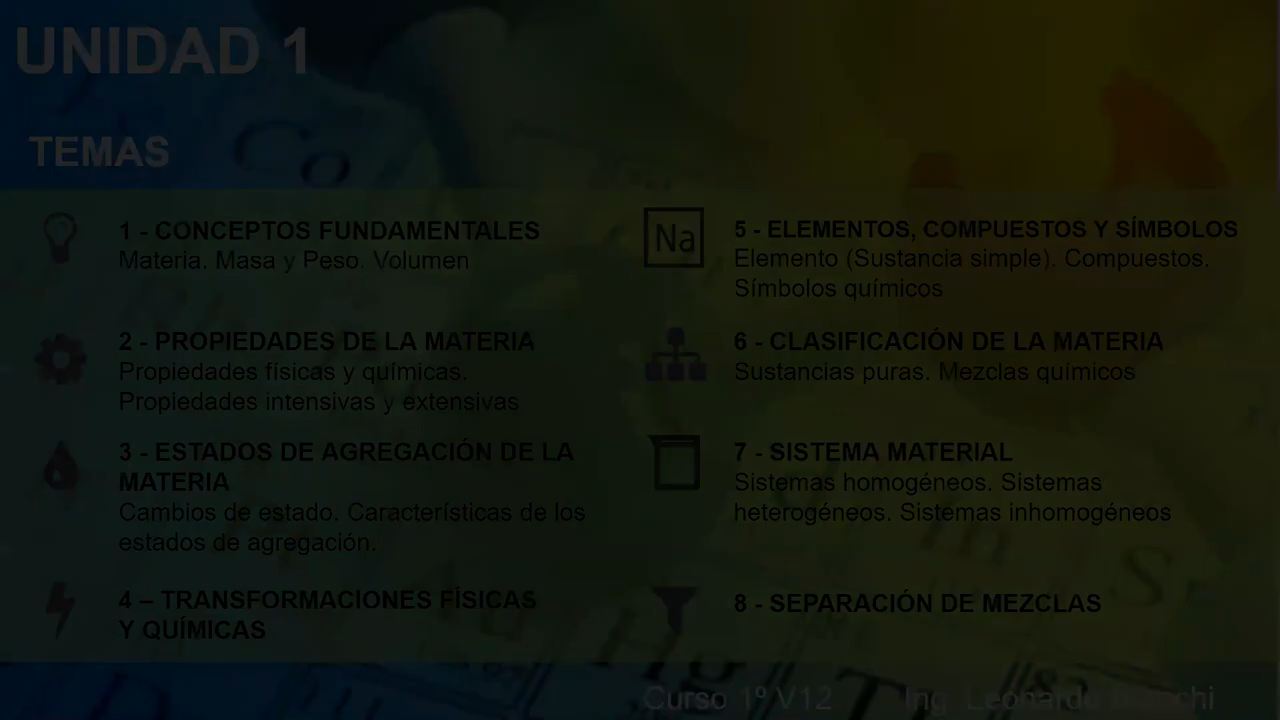 UNIDAD 1
TEMAS
1 - CONCEPTOS FUNDAMENTALES
Materia. Masa y Peso. Volumen
2 - PROPIEDADES DE LA MATERIA
Propiedades físicas y químicas.
Propiedades intensivas y extensivas
3 - ESTADOS DE AGREGACIÓN DE LA
MATERIA
Cambios de estado. Características de los
estados de agregación.
4 – TRANSFORMACIONES FÍSICAS
Y QUÍMICAS
Na
5 - ELEMENTOS, COMPUESTOS Y SÍMBOLOS
Elemento (Sustancia simple). Compuestos.
Símbolos químicos
6 - CLASIFICACIÓN DE LA MATERIA
Sustancias puras. Mezclas químicos
7 - SISTEMA MATERIAL
Sistemas homogéneos. Sistemas
heterogéneos. Sistemas inhomogéneos
8 - SEPARACIÓN DE MEZCLAS
Curso 1º V12 Ing. Leonardo
Co
Hg